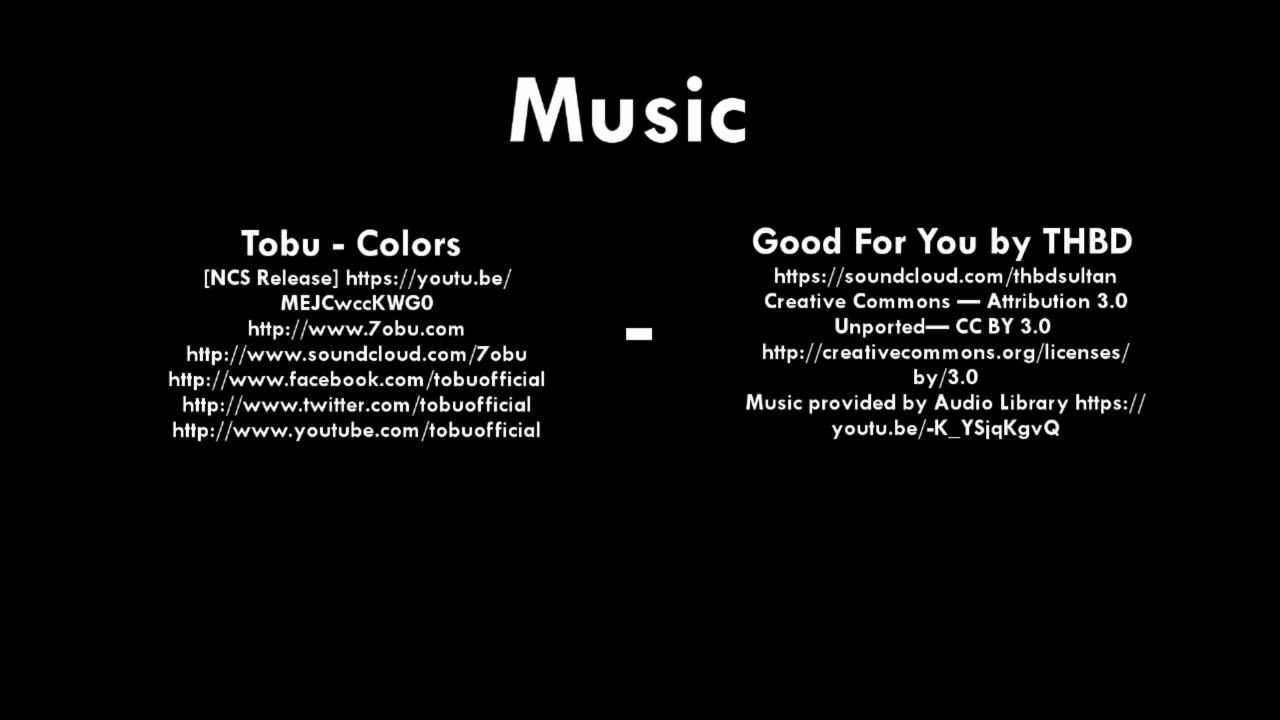 Music
Tobu - Colors
[NCS Release] https://youtu.be/
MEJCwccKWG0
http://www.7obu.com
http://www.soundcloud.com/7obu
http://www.facebook.com/tobuofficial
http://www.twitter.com/tobuofficial
http://www.youtube.com/tobuofficial
-
Good For You by THBD
https://soundcloud.com/thbdsultan
Creative Commons — Attribution 3.0
Unported— CC BY 3.0
http://creativecommons.org/licenses/
by/3.0
Music provided by Audio Library https://
youtu.be/-K_YSjqKgvQ